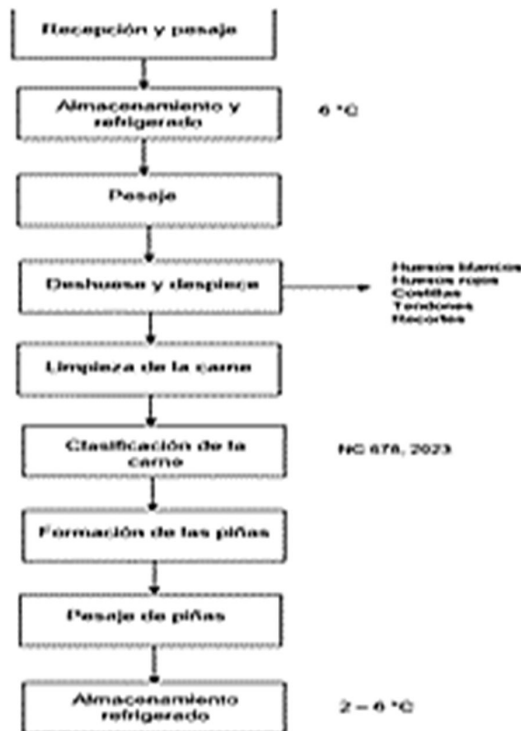 Recepción y pesaje
Almacenamiento y
refrigerado
6 °C
Pesaje
Deshuese y despiece
Huesos blancos
Huesos rojos
Costillas
Tendones
Recortes
Limpieza de la carne
Clasificación de la
carne
NC 678, 2023
Formación de las piñas
Pesaje de piñas
Almacenamiento
refrigerado
2 – 6 °C